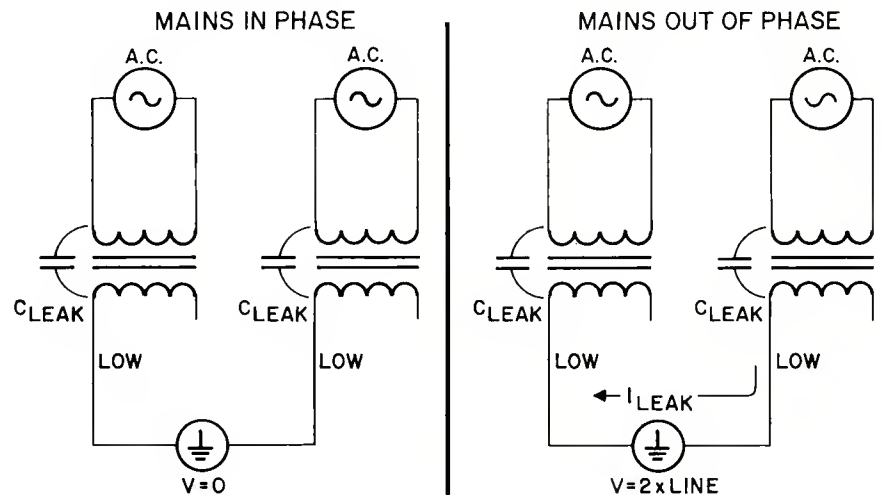 MAINS IN PHASE
A.C.
A.C.
CLEAK
CLEAK
LOW
LOW
V=0
MAINS OUT OF PHASE
A.C.
A.C.
CLEAK
CLEAK
LOW
LOW
ILEAK
V=2xLINE